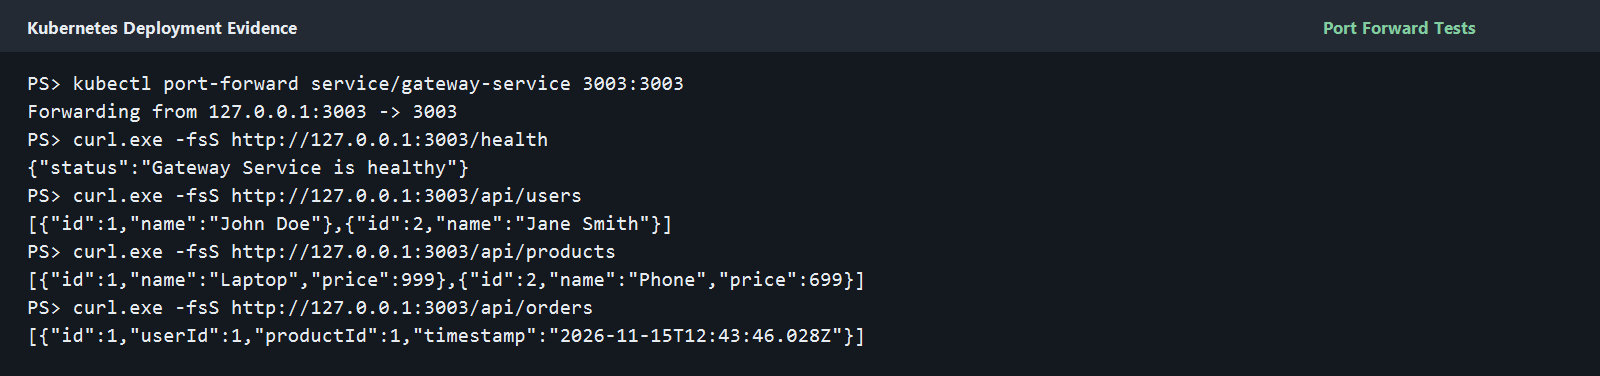 Kubernetes Deployment Evidence
Port Forward Tests
PS> kubectl port-forward service/gateway-service 3003:3003
Forwarding from 127.0.0.1:3003 -> 3003
PS> curl.exe -fsS http://127.0.0.1:3003/health
{"status":"Gateway Service is healthy"}
PS> curl.exe -fsS http://127.0.0.1:3003/api/users
[{"id":1,"name":"John Doe"},{"id":2,"name":"Jane Smith"}]
PS> curl.exe -fsS http://127.0.0.1:3003/api/products
[{"id":1,"name":"Laptop","price":999},{"id":2,"name":"Phone","price":699}]
PS> curl.exe -fsS http://127.0.0.1:3003/api/orders
[{"id":1,"userId":1,"productId":1,"timestamp":"2026-11-15T12:43:46.028Z"}]